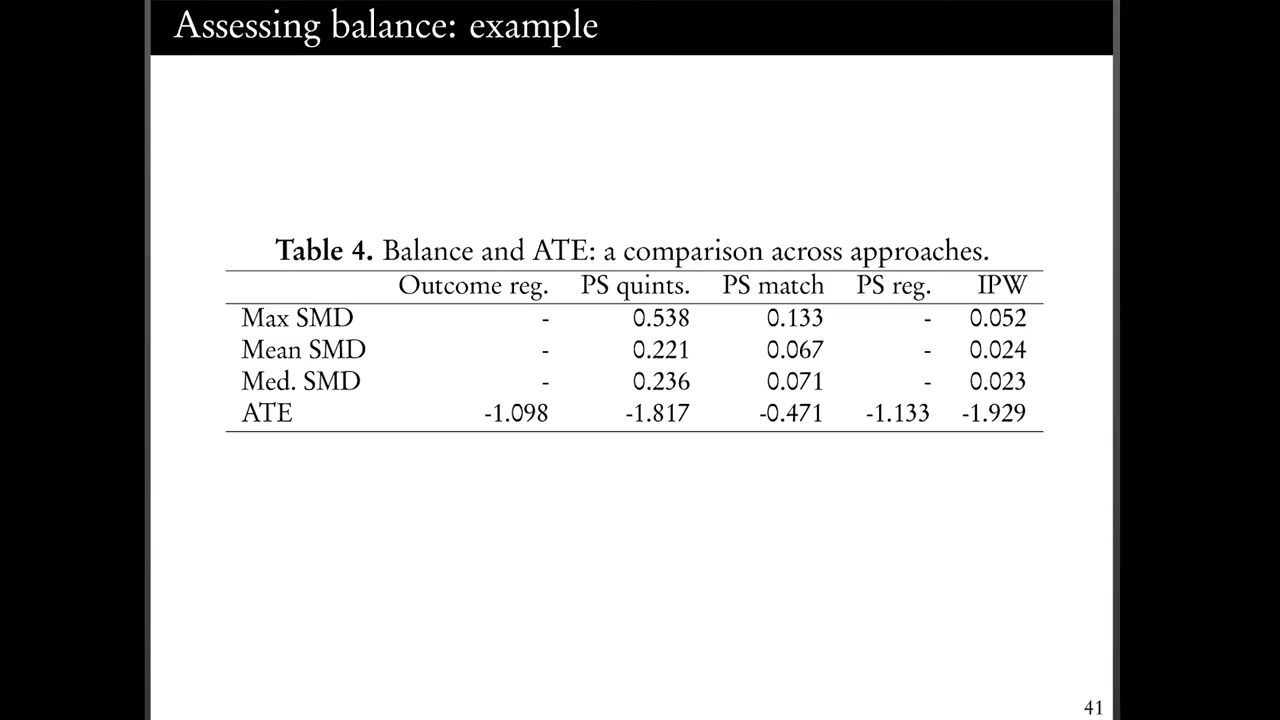 Assessing balance: example
Table 4. Balance and ATE: a comparison across approaches.
Outcome reg. PS quints. PS match PS reg. IPW
Max SMD - 0.538 0.133 - 0.052
Mean SMD - 0.221 0.067 - 0.024
Med. SMD - 0.236 0.071 - 0.023
ATE -1.098 -1.817 -0.471 -1.133 -1.929
41